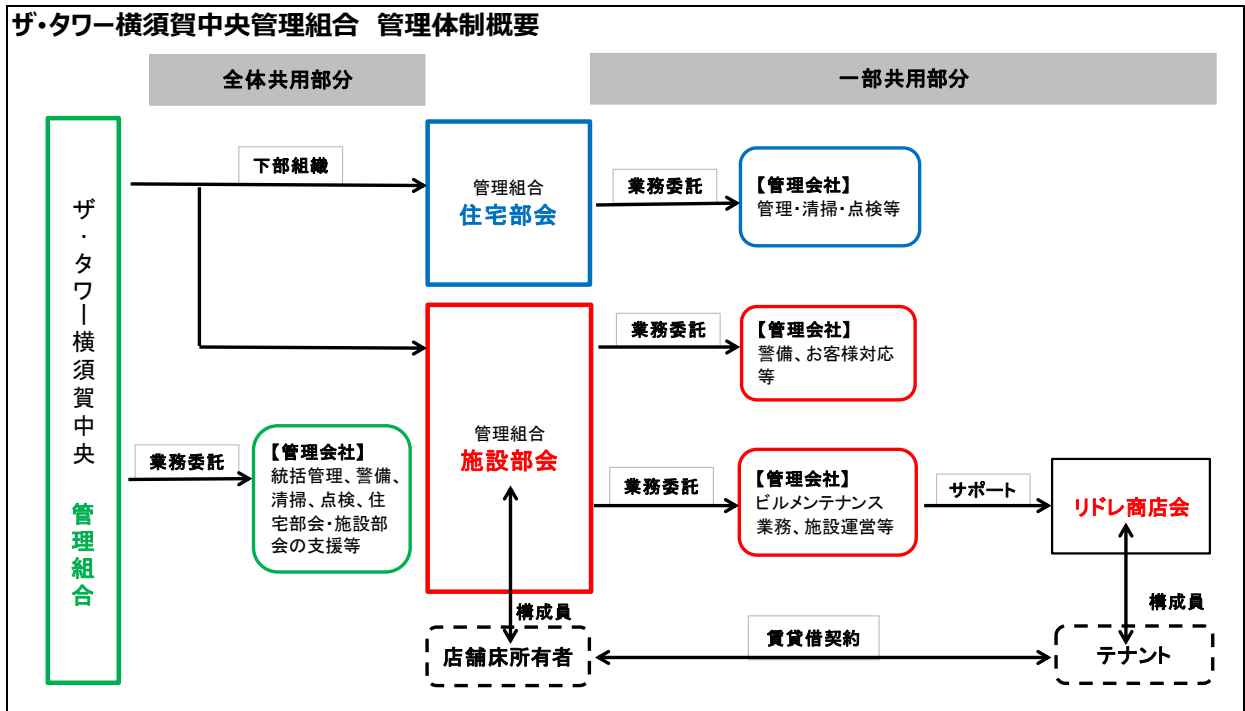 ザ・タワー横須賀中央管理組合 管理体制概要
全体共用部分
一部共用部分
ザ・タワー横須賀中央 管理組合
下部組織
管理組合
住宅部会
業務委託
【管理会社】
管理・清掃・点検等
業務委託
【管理会社】
警備、お客様対応
等
管理組合
施設部会
業務委託
【管理会社】
統括管理、警備、
清掃、点検、住
宅部会・施設部
会の支援等
業務委託
【管理会社】
ビルメンテナンス
業務、施設運営等
サポート
リドレ商店会
構成員
構成員
店舗床所有者
賃貸借契約
テナント